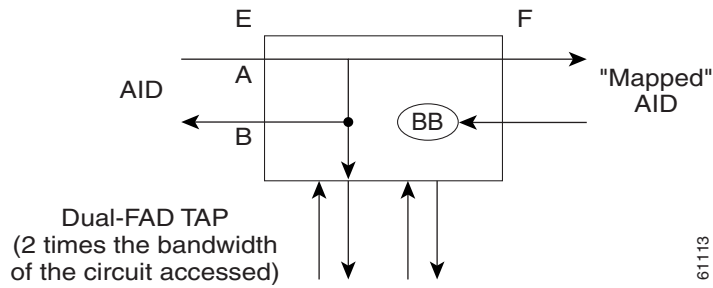 E
F
A
AID
"Mapped"
AID
B
BB
Dual-FAD TAP
(2 times the bandwidth
of the circuit accessed)
61113